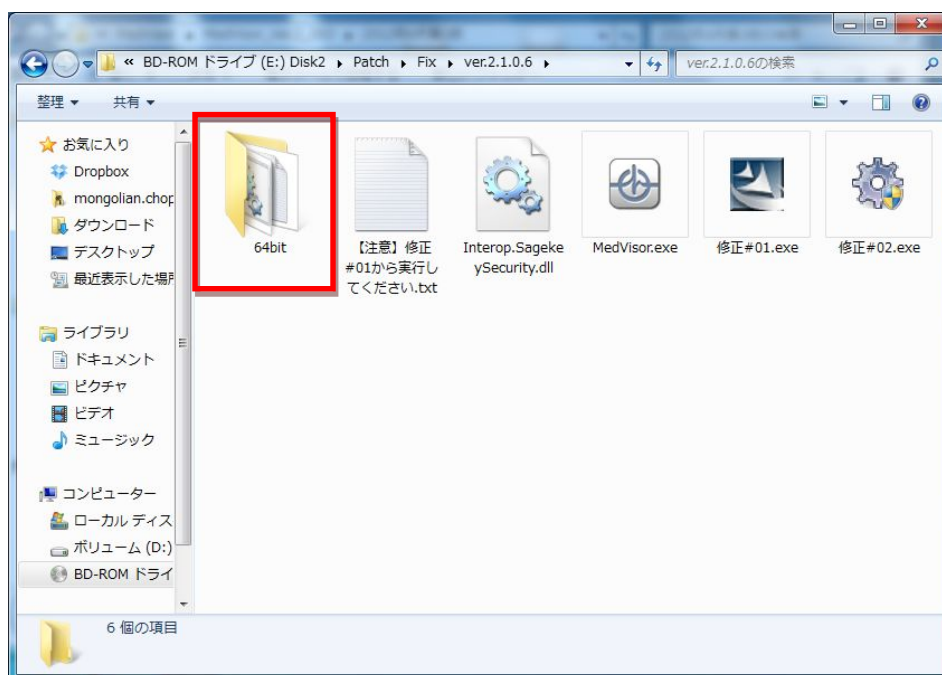 « BD-ROM ドライブ (E:) Disk2 ▸ Patch ▸ Fix ▸ ver.2.1.0.6 ▸
ver.2.1.0.6の検索
整理 ▼ 共有 ▼
お気に入り
Dropbox
mongolian.chop
ダウンロード
デスクトップ
最近表示した場所
ライブラリ
ドキュメント
ピクチャ
ビデオ
ミュージック
コンピューター
ローカル ディス
ボリューム (D:)
BD-ROM ドライ
64bit
【注意】修正
#01から実行し
てください.txt
Interop.Sageke
ySecurity.dll
MedVisor.exe
修正#01.exe
修正#02.exe
6 個の項目